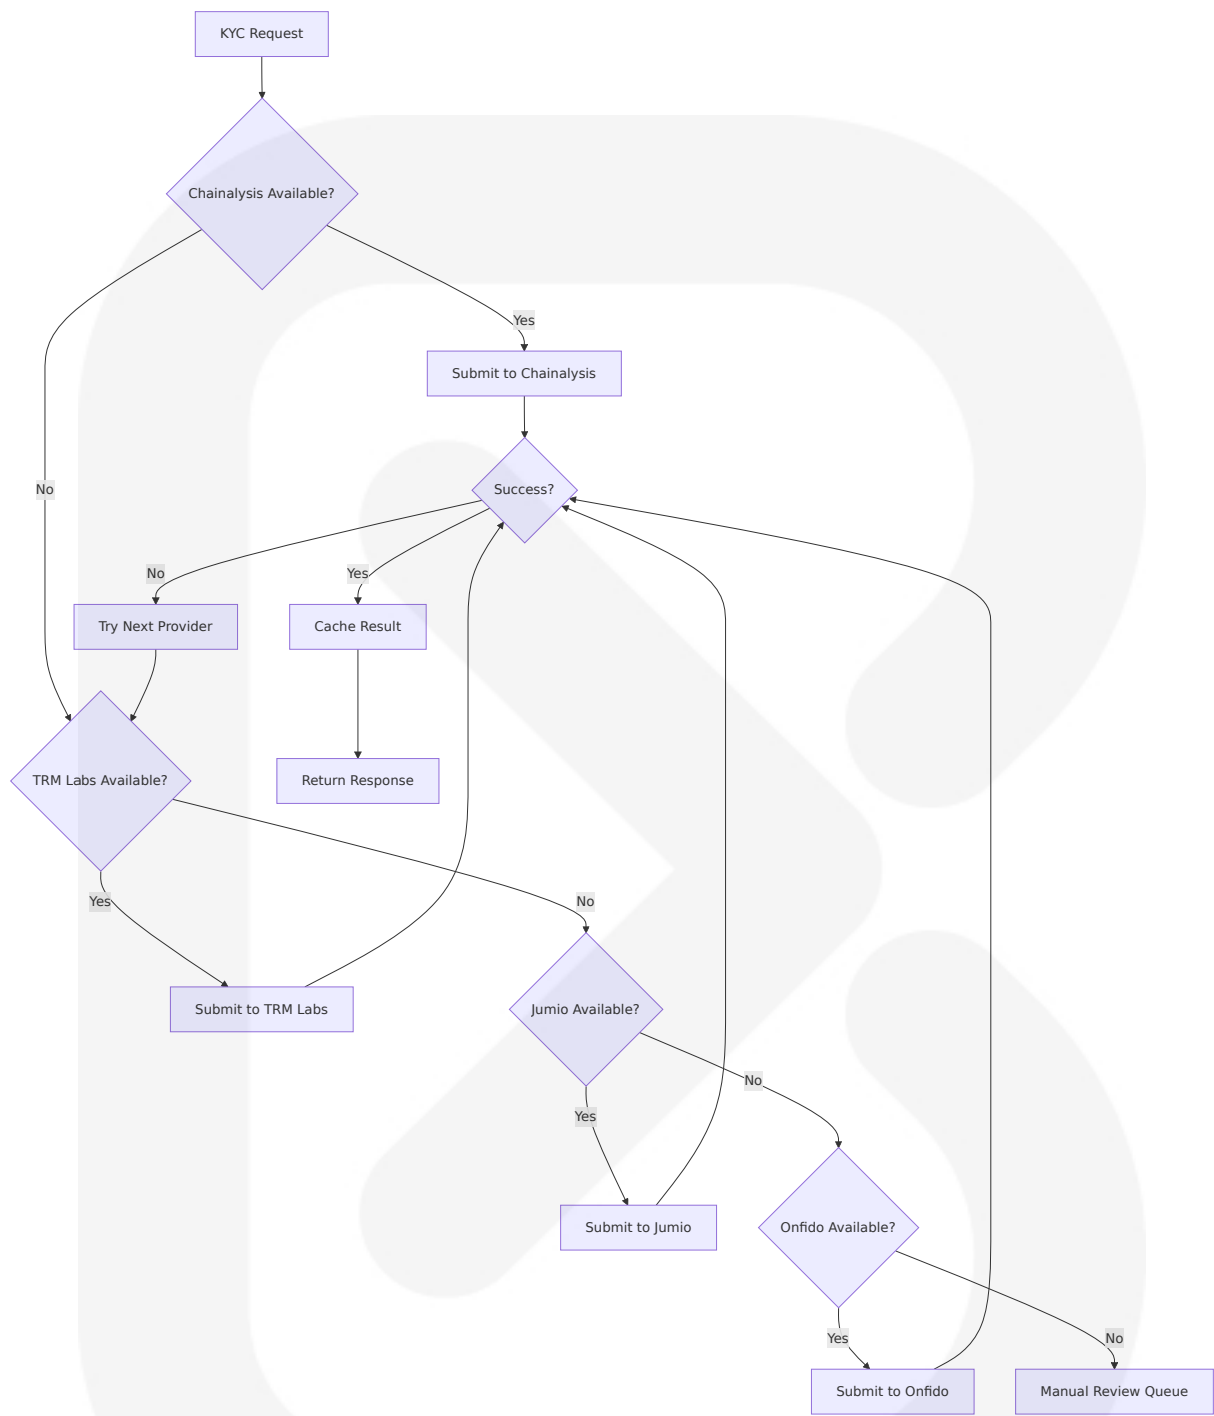 KYC Request
Chainalysis Available?
Yes
Submit to Chainalysis
No
Success?
No
Yes
Try Next Provider
Cache Result
TRM Labs Available?
Return Response
Yes
No
Submit to TRM Labs
Jumio Available?
No
Yes
Submit to Jumio
Onfido Available?
Yes
No
Submit to Onfido
Manual Review Queue